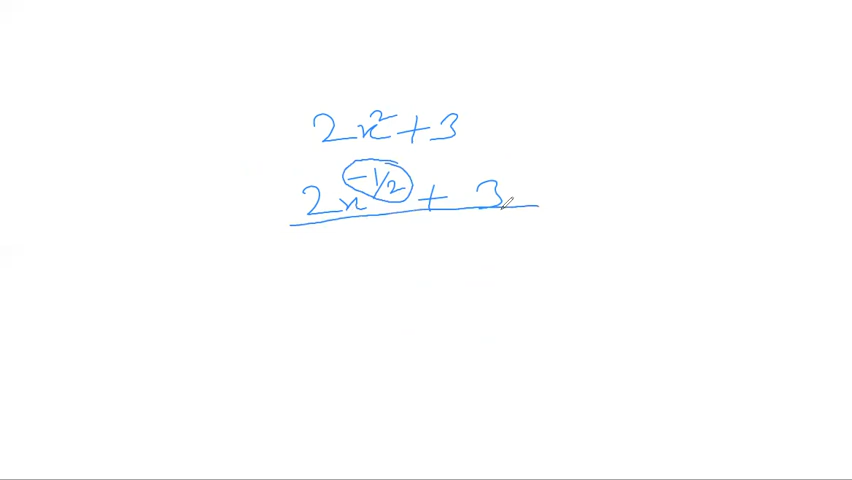 2x² + 3
2x^(-1/2) + 3